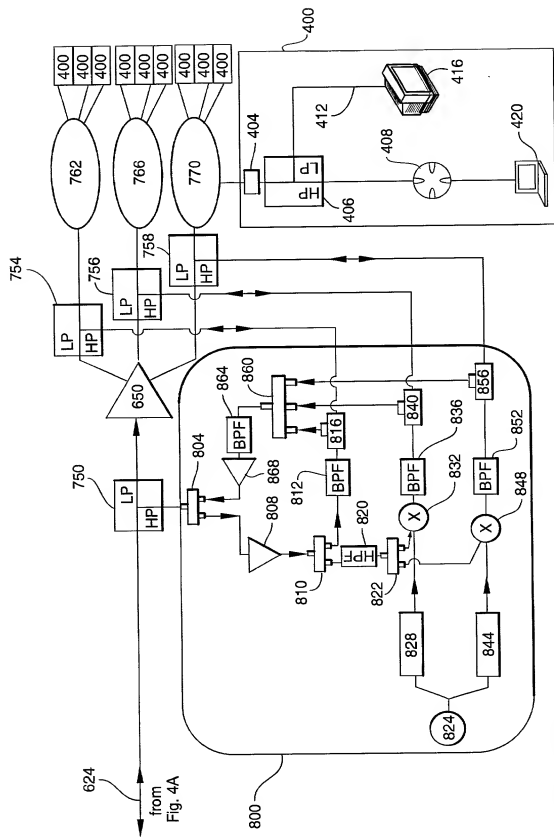 400 400 400
400 400 400
400 400 400
762
766
770
400
404
LP
HP
406
412
416
408
420
754
LP
HP
756
LP
HP
758
LP
HP
650
750
LP
HP
804
864
BPF
860
868
808
816
840
856
812
BPF
836
BPF
832
X
852
BPF
848
X
810
820
HPF
822
828
844
824
800
624
from
Fig. 4A